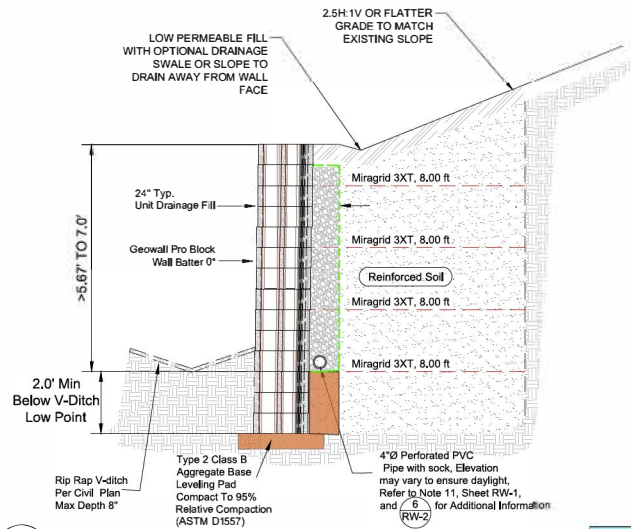 2.5H:1V OR FLATTER
GRADE TO MATCH
EXISTING SLOPE
LOW PERMEABLE FILL
WITH OPTIONAL DRAINAGE
SWALE OR SLOPE TO
DRAIN AWAY FROM WALL
FACE
>5.67' TO 7.0'
24" Typ.
Unit Drainage Fill
Geowall Pro Block
Wall Batter 0°
Miragrid 3XT, 8.00 ft
Miragrid 3XT, 8.00 ft
Reinforced Soil
Miragrid 3XT, 8.00 ft
Miragrid 3XT, 8.00 ft
2.0' Min
Below V-Ditch
Low Point
Rip Rap V-ditch
Per Civil Plan
Max Depth 8"
Type 2 Class B
Aggregate Base
Leveling Pad
Compact To 95%
Relative Compaction
(ASTM D1557)
4"Ø Perforated PVC
Pipe with sock, Elevation
may vary to ensure daylight,
Refer to Note 11, Sheet RW-1,
and 6 RW-2 for Additional Information